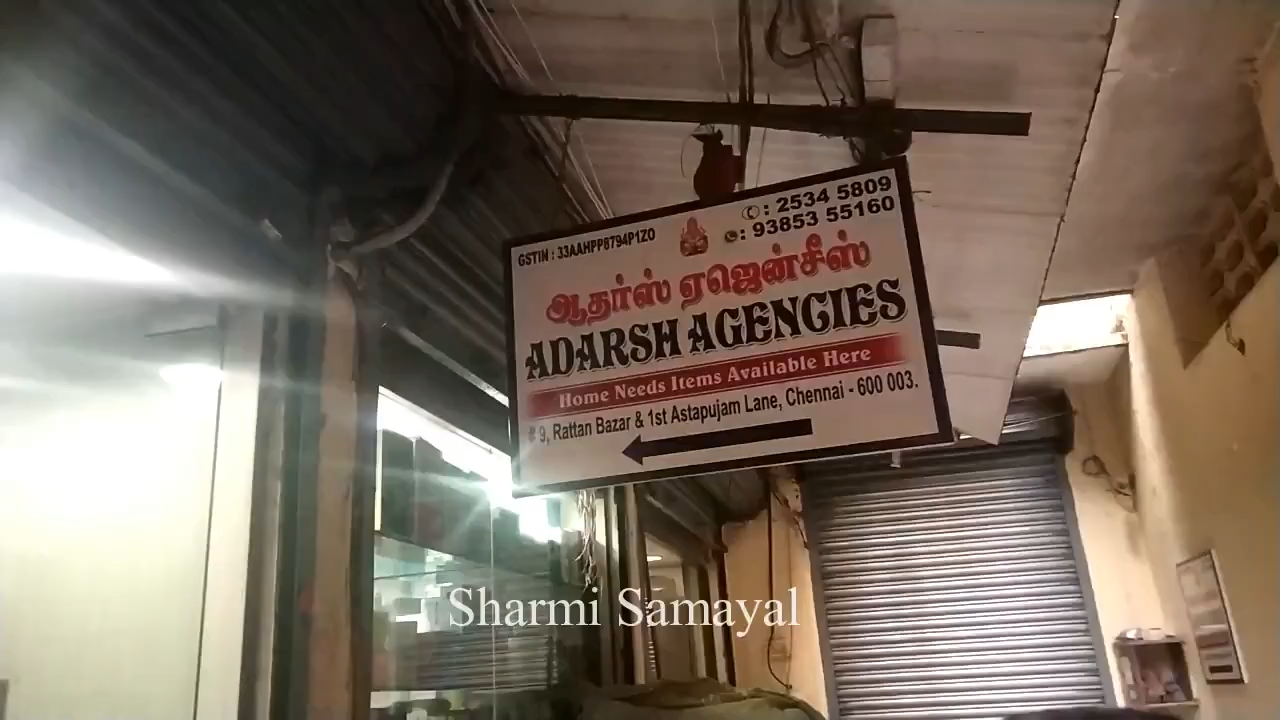 GSTIN : 33AAHPP8794P1ZO
: 2534 5809
: 93853 55160
ஆதர்ஸ் ஏஜென்சீஸ்
ADARSH AGENCIES
Home Needs Items Available Here
# 9, Rattan Bazar & 1st Astapujam Lane, Chennai - 600 003.
Sharmi Samayal